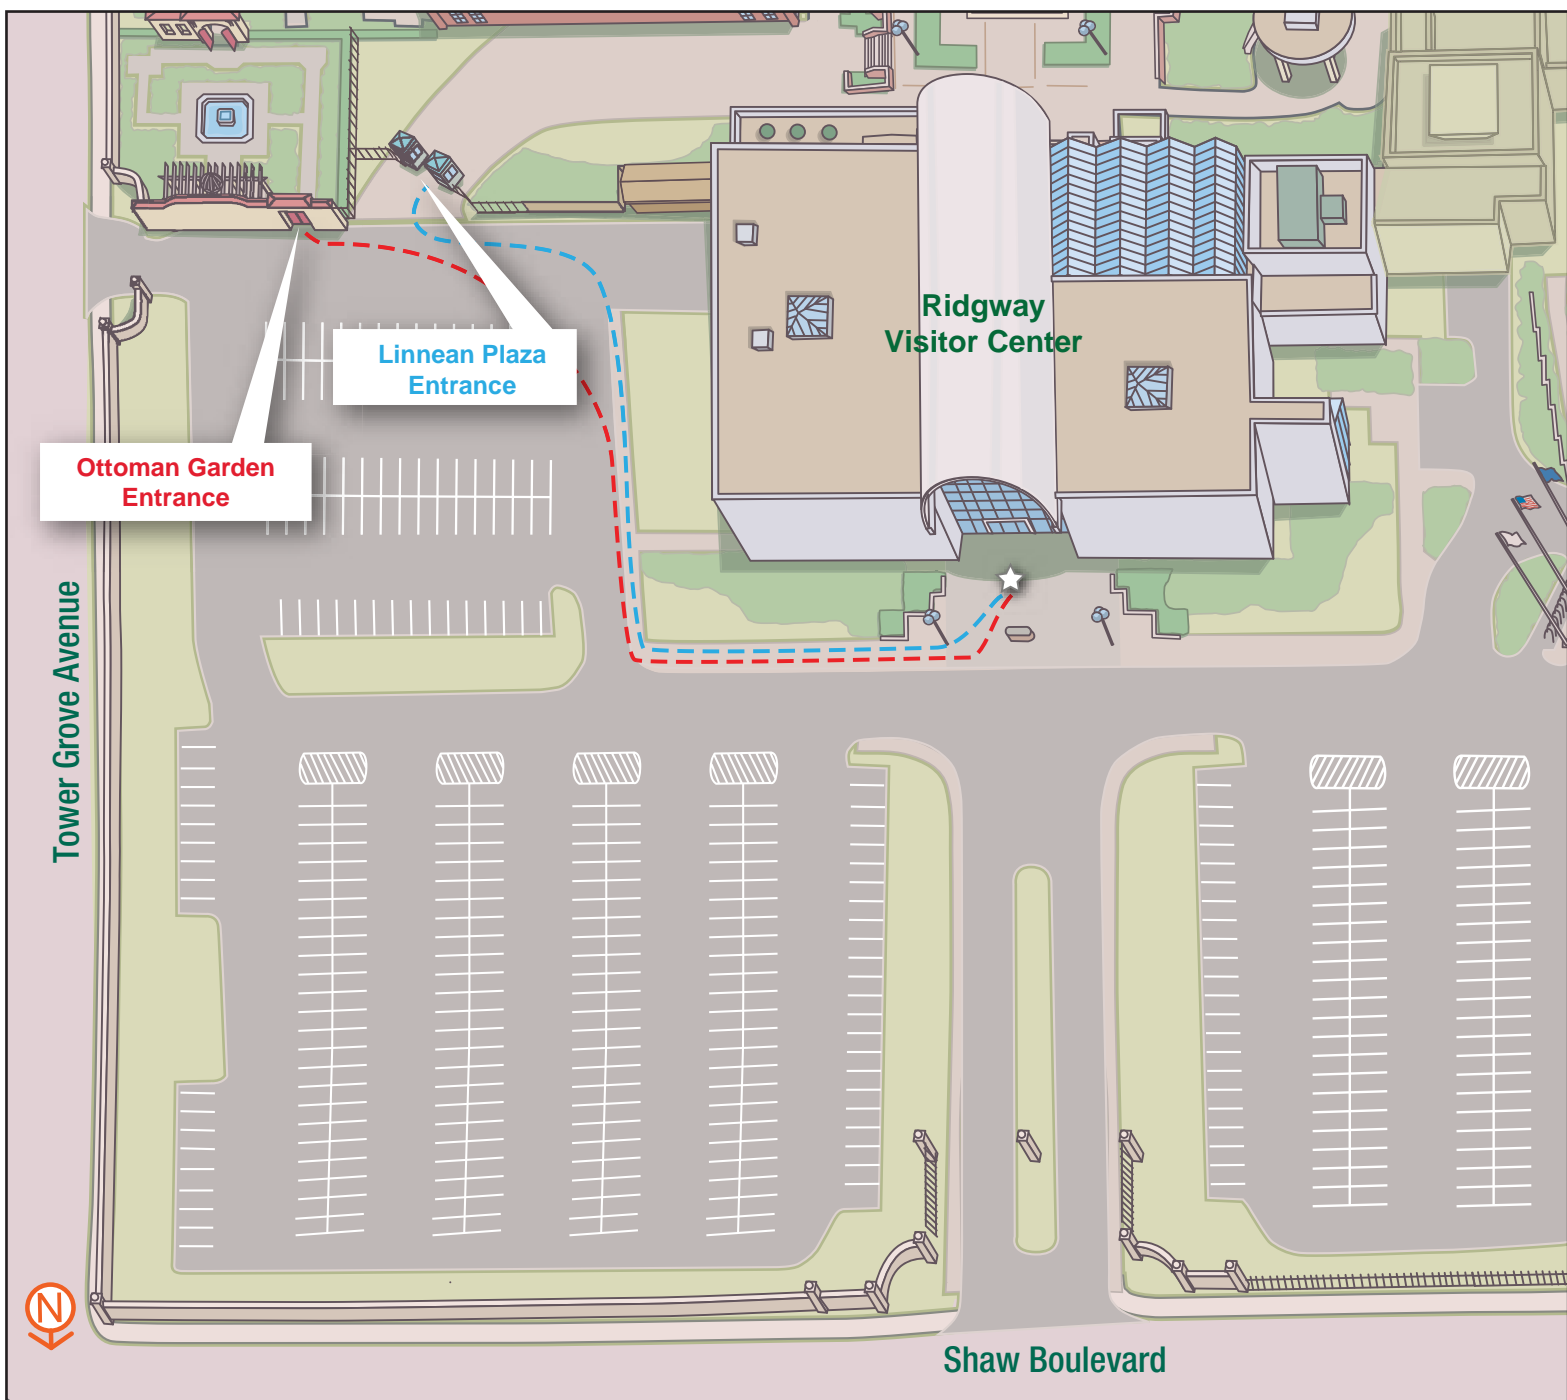 Ridgway
Visitor Center
Linnean Plaza
Entrance
Ottoman Garden
Entrance
Tower Grove Avenue
N
Shaw Boulevard